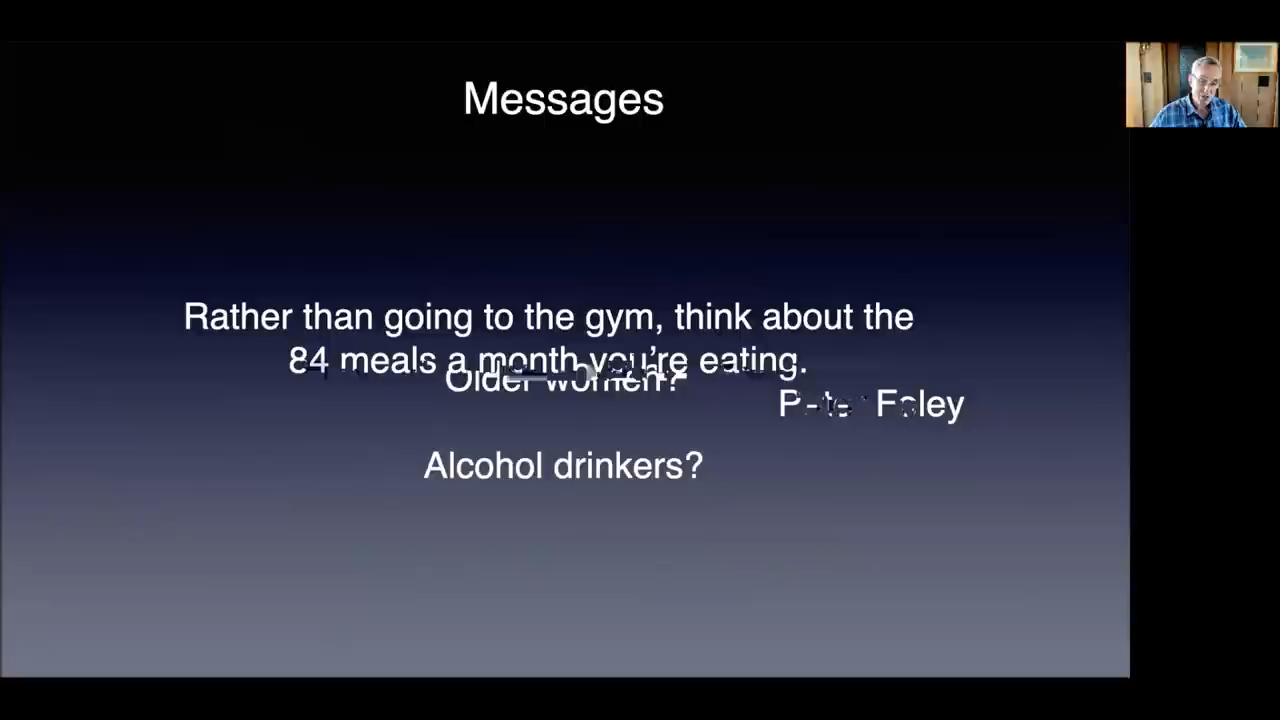 Messages
Rather than going to the gym, think about the
84 meals a month you're eating.
Older women?
Foley
Alcohol drinkers?